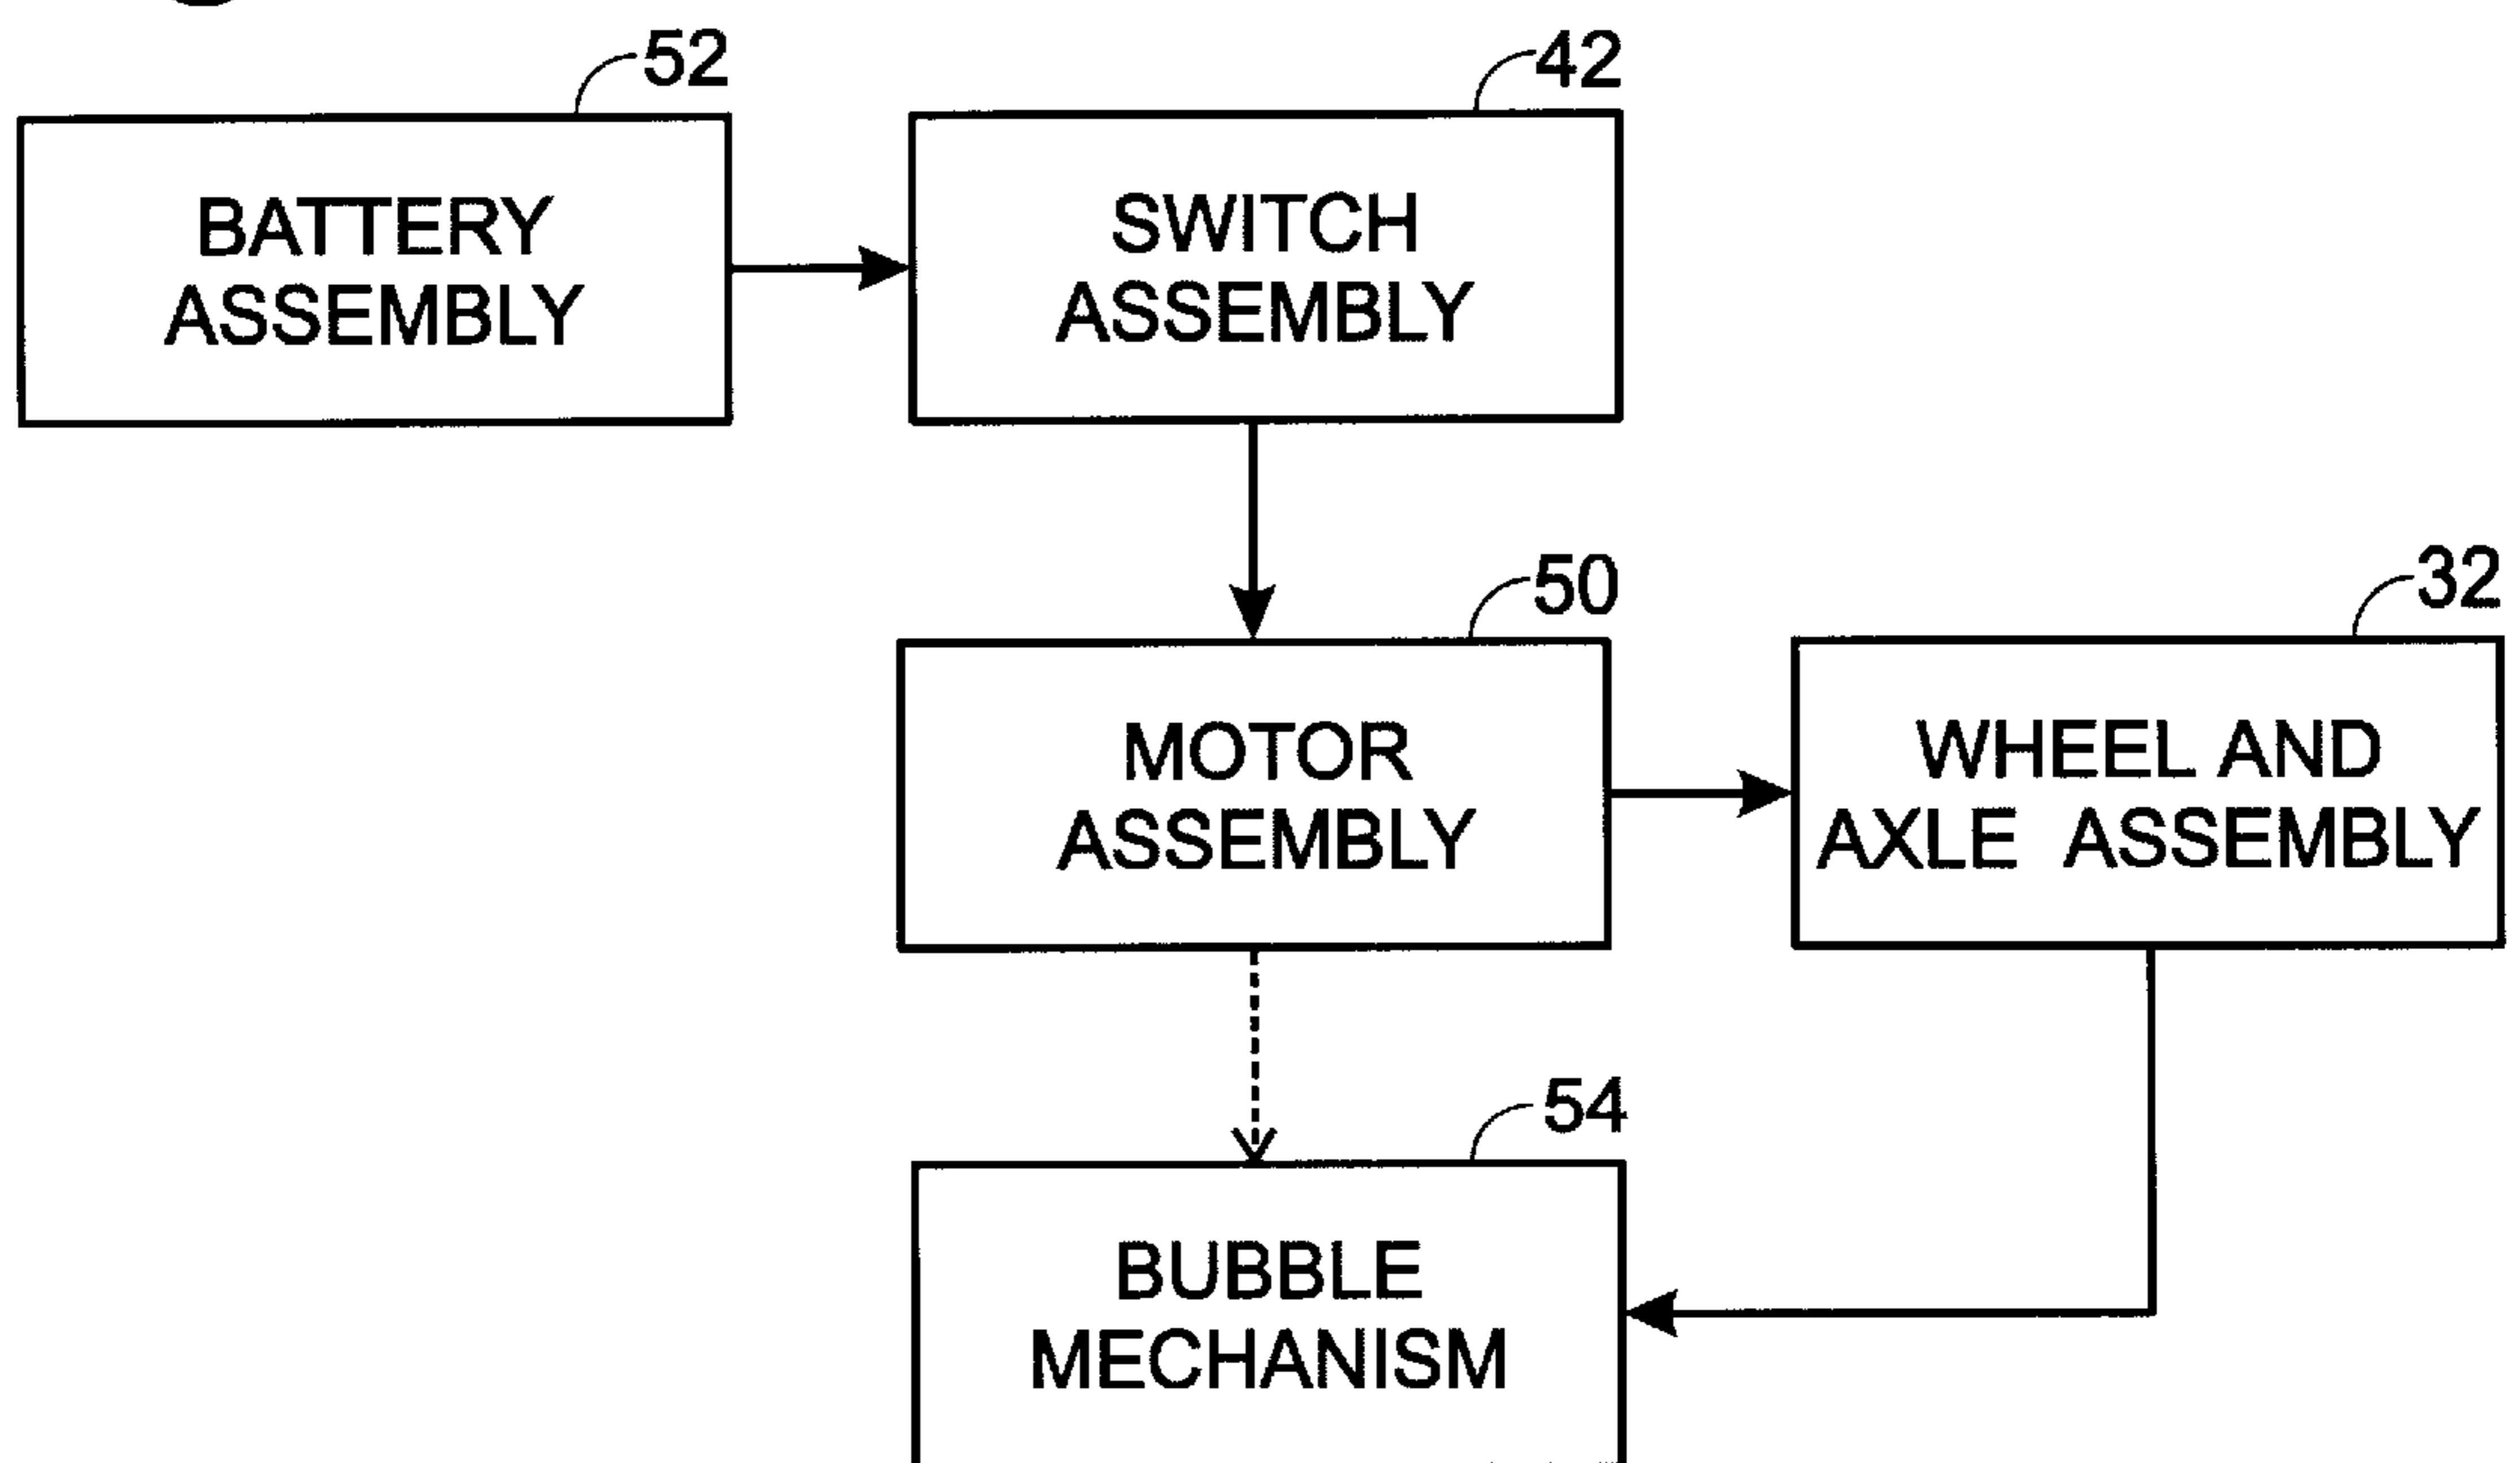 52
42
BATTERY
ASSEMBLY
SWITCH
ASSEMBLY
50
32
MOTOR
ASSEMBLY
WHEEL AND
AXLE ASSEMBLY
54
BUBBLE
MECHANISM